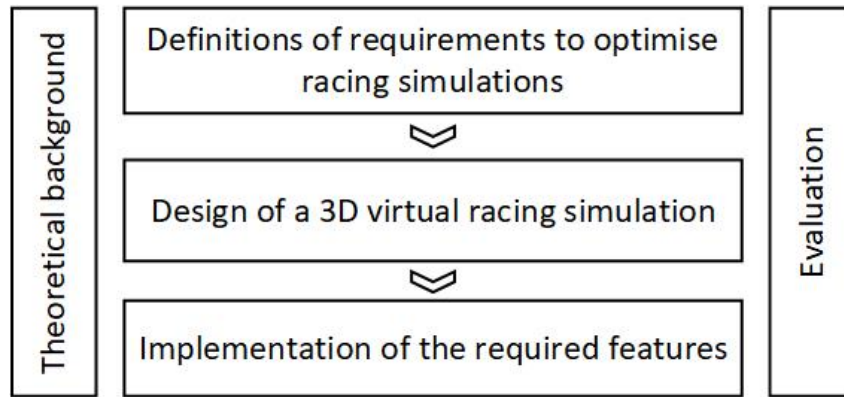 Theoretical background
Definitions of requirements to optimise
racing simulations
Design of a 3D virtual racing simulation
Implementation of the required features
Evaluation